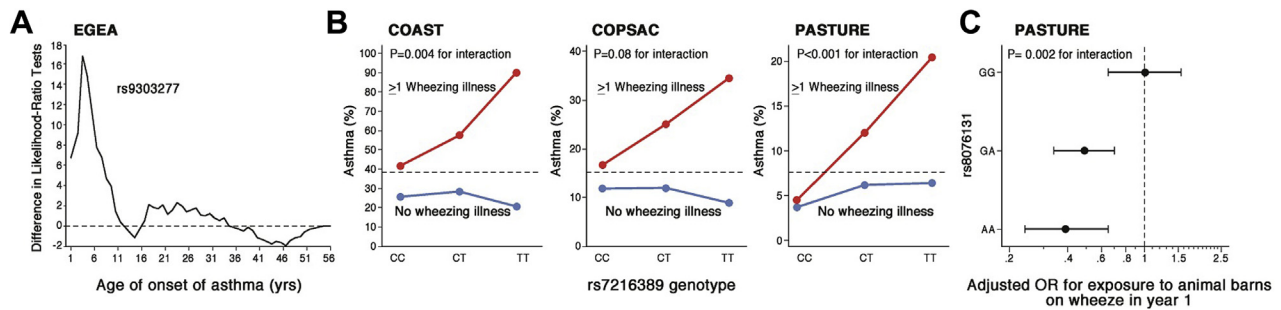 A
EGEA
Difference in Likelihood-Ratio Tests
18
16
14
12
10
8
6
4
2
0
-2
rs9303277
1 6 11 16 21 26 31 36 41 46 51 56
Age of onset of asthma (yrs)
B
COAST
Asthma (%)
100
90
80
70
60
50
40
30
20
10
0
P=0.004 for interaction
≥1 Wheezing illness
No wheezing illness
CC CT TT
COPSAC
Asthma (%)
40
30
20
10
0
P=0.08 for interaction
≥1 Wheezing illness
No wheezing illness
CC CT TT
rs7216389 genotype
PASTURE
Asthma (%)
20
15
10
5
0
P<0.001 for interaction
≥1 Wheezing illness
No wheezing illness
CC CT TT
C
PASTURE
P= 0.002 for interaction
rs8076131
GG
GA
AA
.2 .4 .6 .8 1 1.5 2.5
Adjusted OR for exposure to animal barns
on wheeze in year 1